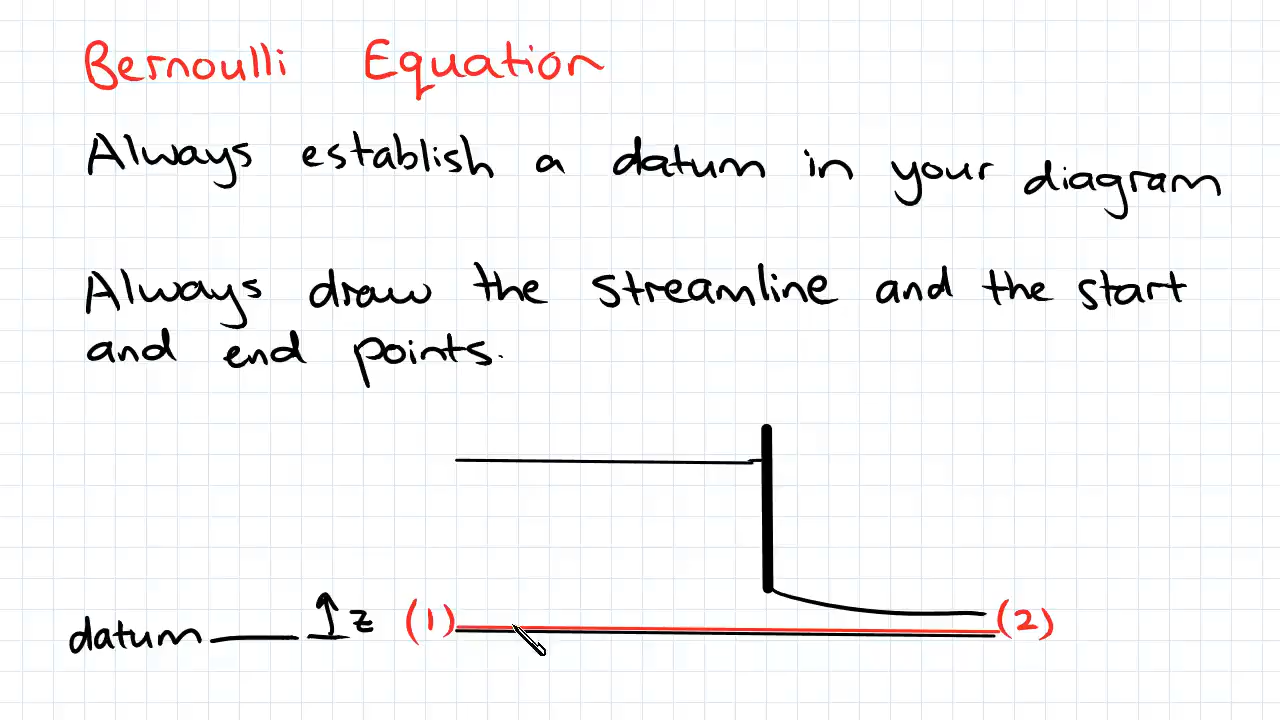 Bernoulli Equation
Always establish a datum in your diagram
Always draw the streamline and the start
and end points.
datum z (1) (2)